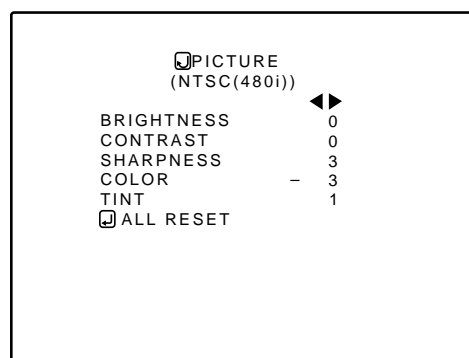 PICTURE
(NTSC(480i))
◀ ▶
BRIGHTNESS 0
CONTRAST 0
SHARPNESS 3
COLOR – 3
TINT 1
ALL RESET